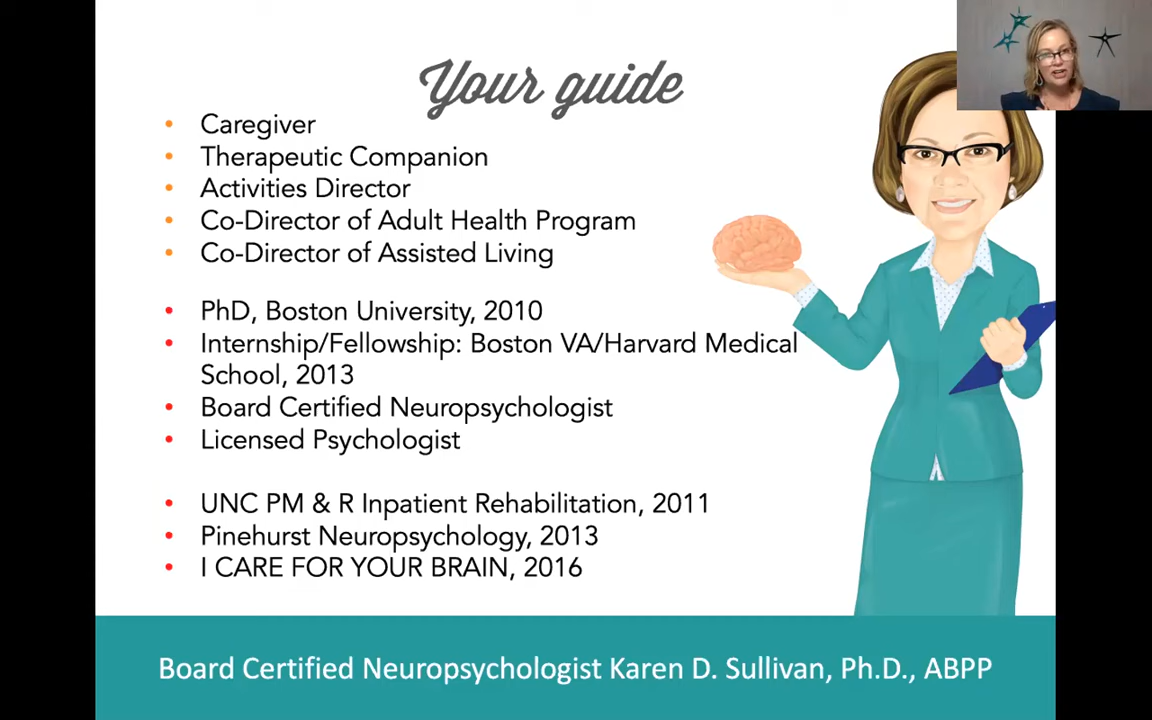 Your guide
• Caregiver
• Therapeutic Companion
• Activities Director
• Co-Director of Adult Health Program
• Co-Director of Assisted Living
• PhD, Boston University, 2010
• Internship/Fellowship: Boston VA/Harvard Medical
School, 2013
• Board Certified Neuropsychologist
• Licensed Psychologist
• UNC PM & R Inpatient Rehabilitation, 2011
• Pinehurst Neuropsychology, 2013
• I CARE FOR YOUR BRAIN, 2016
Board Certified Neuropsychologist Karen D. Sullivan, Ph.D., ABPP